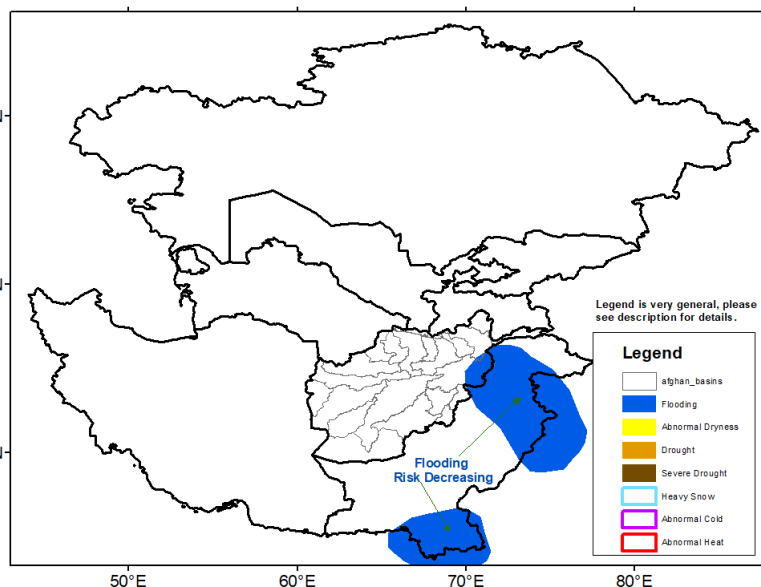 Legend is very general, please
see description for details.
Legend
afghan_basins
Flooding
Abnormal Dryness
Drought
Severe Drought
Heavy Snow
Abnormal Cold
Abnormal Heat
Flooding
Risk Decreasing
50°E
60°E
70°E
80°E